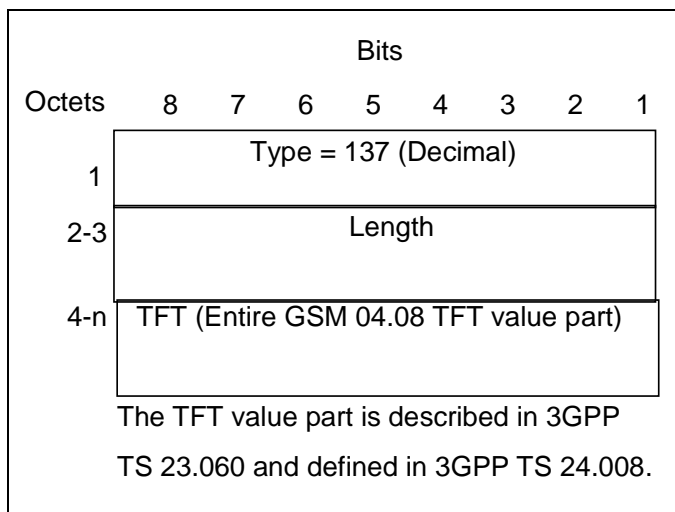 Bits
Octets 8 7 6 5 4 3 2 1
1 Type = 137 (Decimal)
2-3 Length
4-n TFT (Entire GSM 04.08 TFT value part)
The TFT value part is described in 3GPP
TS 23.060 and defined in 3GPP TS 24.008.